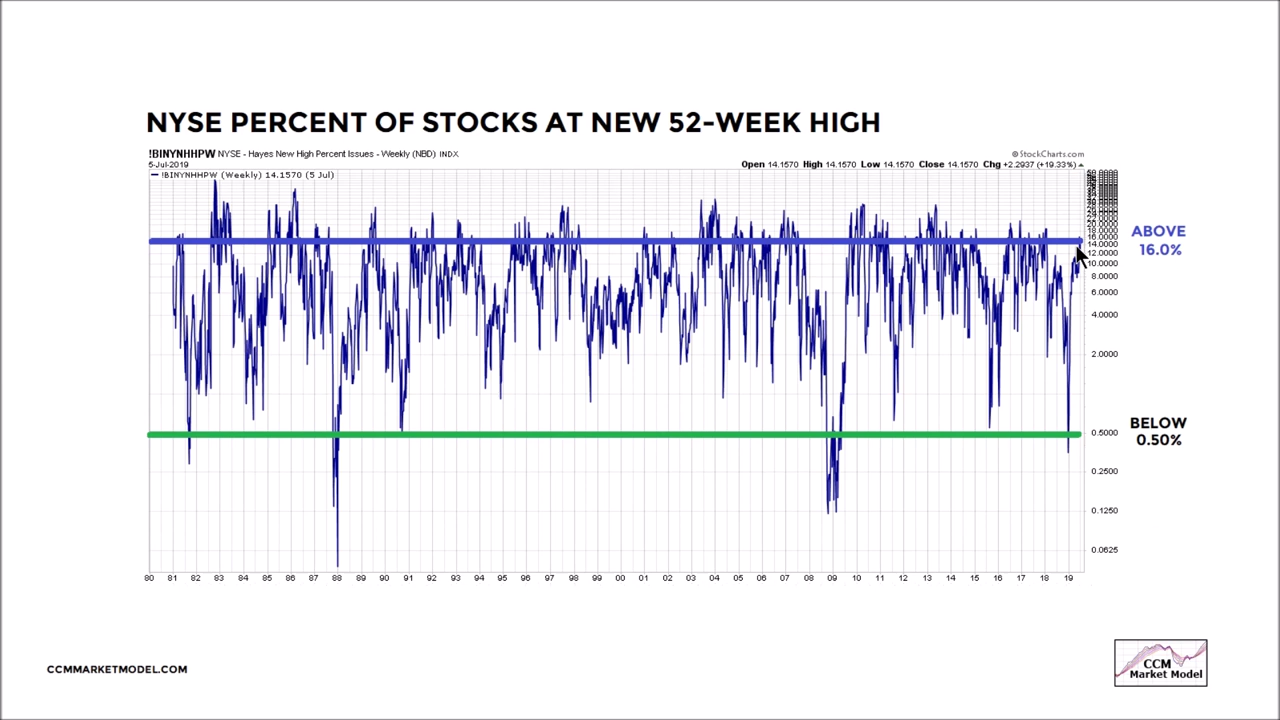 NYSE PERCENT OF STOCKS AT NEW 52-WEEK HIGH
!BINYNHHPW NYSE - Hayes New High Percent Issues - Weekly (NBD) INDX
© StockCharts.com
5-Jul-2019
Open 14.1570 High 14.1570 Low 14.1570 Close 14.1570 Chg +2.2937 (+19.33%)
!BINYNHHPW (Weekly) 14.1570 (5 Jul)
16.0000
14.0000
12.0000
10.0000
8.0000
6.0000
4.0000
2.0000
0.5000
0.2500
0.1250
0.0625
ABOVE
16.0%
BELOW
0.50%
80 81 82 83 84 85 86 87 88 89 90 91 92 93 94 95 96 97 98 99 00 01 02 03 04 05 06 07 08 09 10 11 12 13 14 15 16 17 18 19
CCMMARKETMODEL.COM
CCM
Market Model